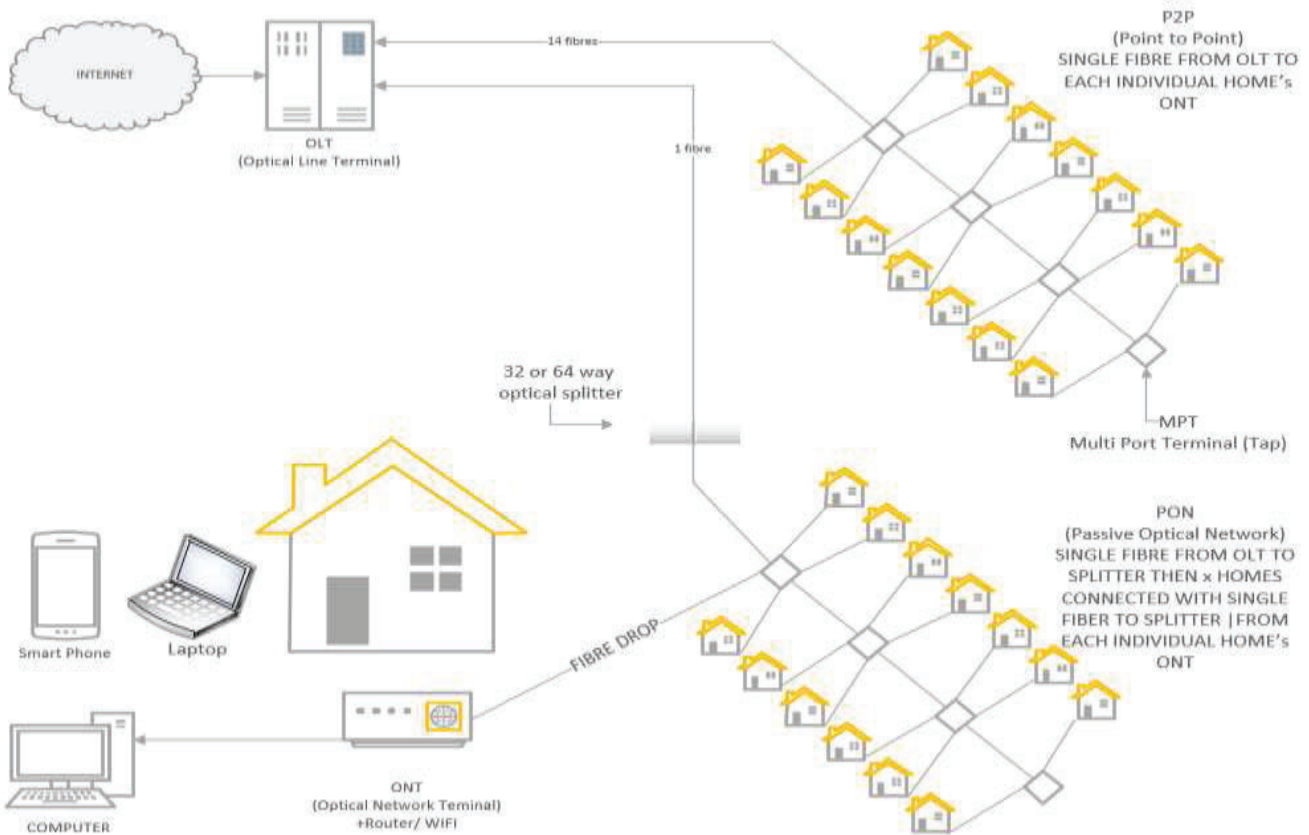 INTERNET
OLT
(Optical Line Terminal)
14 fibres
1 fibre
P2P
(Point to Point)
SINGLE FIBRE FROM OLT TO
EACH INDIVIDUAL HOME's
ONT
32 or 64 way
optical splitter
MPT
Multi Port Terminal (Tap)
PON
(Passive Optical Network)
SINGLE FIBRE FROM OLT TO
SPLITTER THEN x HOMES
CONNECTED WITH SINGLE
FIBER TO SPLITTER |FROM
EACH INDIVIDUAL HOME's
ONT
Smart Phone
Laptop
FIBRE DROP
COMPUTER
ONT
(Optical Network Teminal)
+Router/ WIFI